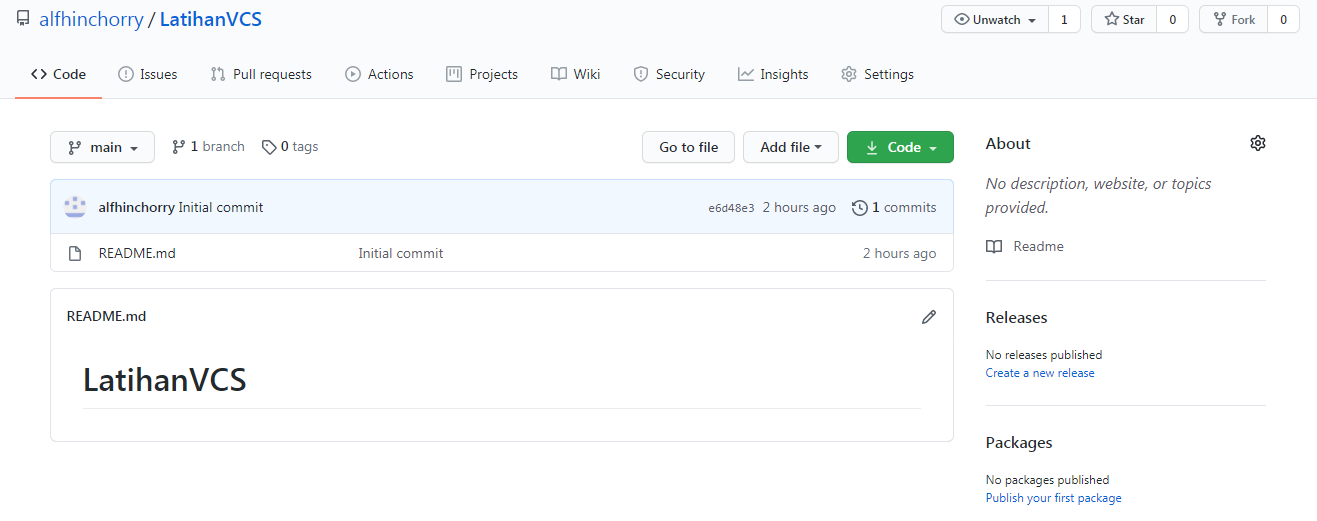 alfhinchorry / LatihanVCS
Unwatch 1 Star 0 Fork 0
Code Issues Pull requests Actions Projects Wiki Security Insights Settings
main 1 branch 0 tags Go to file Add file Code
alfhinchorry Initial commit e6d48e3 2 hours ago 1 commits
README.md Initial commit 2 hours ago
README.md
LatihanVCS
About
No description, website, or topics
provided.
Readme
Releases
No releases published
Create a new release
Packages
No packages published
Publish your first package